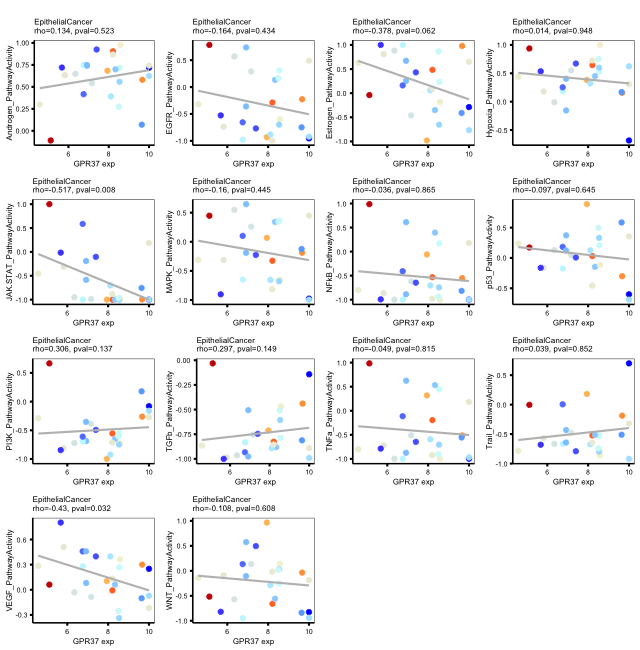 EpithelialCancer
rho=0.134, pval=0.523
Androgen_PathwayActivity
1.00
0.75
0.50
0.25
0.00
6
8
10
GPR37 exp
EpithelialCancer
rho=-0.164, pval=0.434
EGFR_PathwayActivity
0.5
0.0
-0.5
-1.0
6
8
10
GPR37 exp
EpithelialCancer
rho=-0.378, pval=0.062
Estrogen_PathwayActivity
1.0
0.5
0.0
-0.5
-1.0
6
8
10
GPR37 exp
EpithelialCancer
rho=0.014, pval=0.948
Hypoxia_PathwayActivity
1.0
0.5
0.0
-0.5
6
8
10
GPR37 exp
EpithelialCancer
rho=-0.517, pval=0.008
JAK-STAT_PathwayActivity
1.0
0.5
0.0
-0.5
-1.0
6
8
10
GPR37 exp
EpithelialCancer
rho=-0.16, pval=0.445
MAPK_PathwayActivity
0.5
0.0
-0.5
-1.0
6
8
10
GPR37 exp
EpithelialCancer
rho=-0.036, pval=0.865
NFkB_PathwayActivity
1.0
0.5
0.0
-0.5
-1.0
6
8
10
GPR37 exp
EpithelialCancer
rho=-0.097, pval=0.645
p53_PathwayActivity
0.5
0.0
-0.5
6
8
10
GPR37 exp
EpithelialCancer
rho=0.306, pval=0.137
PI3K_PathwayActivity
0.5
0.0
-0.5
-1.0
6
8
10
GPR37 exp
EpithelialCancer
rho=0.297, pval=0.149
TGFb_PathwayActivity
0.00
-0.25
-0.50
-0.75
-1.00
6
8
10
GPR37 exp
EpithelialCancer
rho=-0.049, pval=0.815
TNFa_PathwayActivity
1.0
0.5
0.0
-0.5
-1.0
6
8
10
GPR37 exp
EpithelialCancer
rho=0.039, pval=0.852
Trail_PathwayActivity
0.5
0.0
-0.5
-1.0
6
8
10
GPR37 exp
EpithelialCancer
rho=-0.43, pval=0.032
VEGF_PathwayActivity
0.6
0.3
0.0
-0.3
6
8
10
GPR37 exp
EpithelialCancer
rho=-0.108, pval=0.608
WNT_PathwayActivity
1.0
0.5
0.0
-0.5
-1.0
6
8
10
GPR37 exp